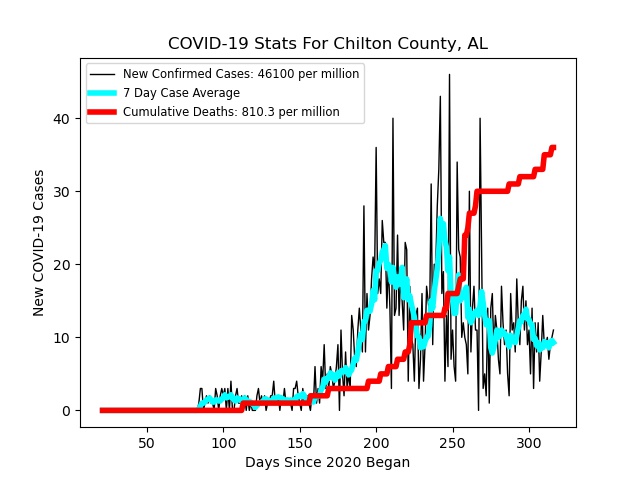 COVID-19 Stats For Chilton County, AL
New Confirmed Cases: 46100 per million
7 Day Case Average
Cumulative Deaths: 810.3 per million
New COVID-19 Cases
40
30
20
10
0
50 100 150 200 250 300
Days Since 2020 Began